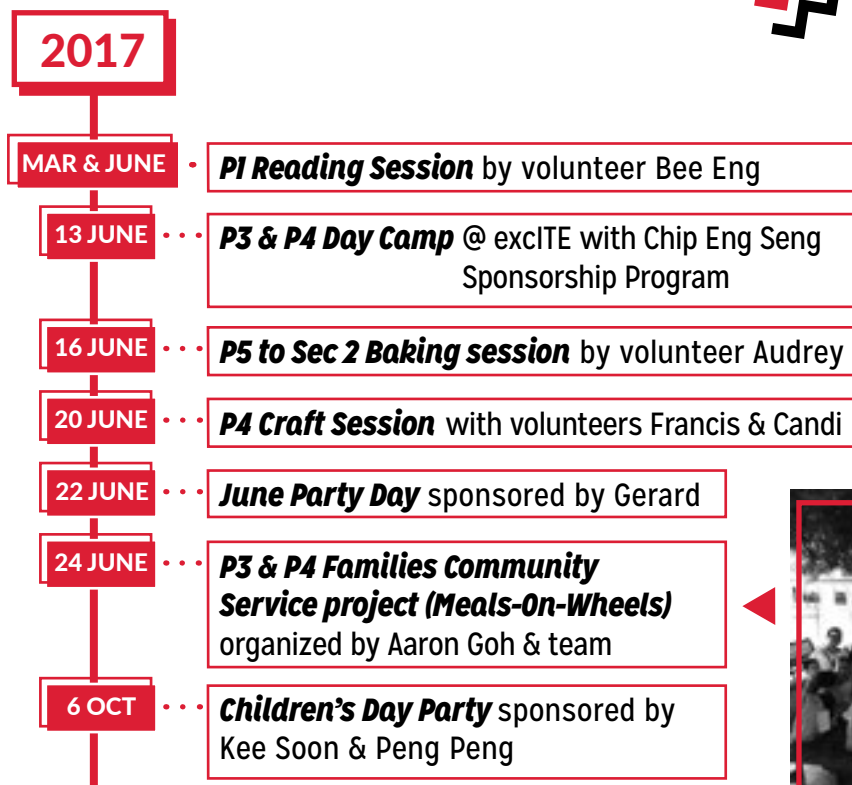 2017
MAR & JUNE
P1 Reading Session by volunteer Bee Eng
13 JUNE
P3 & P4 Day Camp @ excITE with Chip Eng Seng
Sponsorship Program
16 JUNE
P5 to Sec 2 Baking session by volunteer Audrey
20 JUNE
P4 Craft Session with volunteers Francis & Candi
22 JUNE
June Party Day sponsored by Gerard
24 JUNE
P3 & P4 Families Community
Service project (Meals-On-Wheels)
organized by Aaron Goh & team
6 OCT
Children's Day Party sponsored by
Kee Soon & Peng Peng